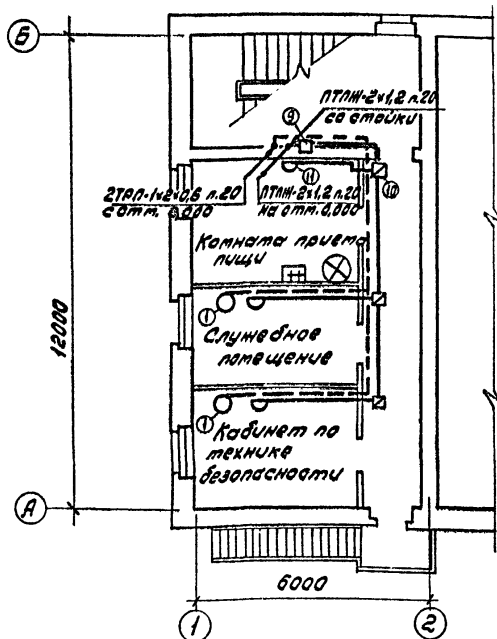 Б
ПТПЖ-2х1,2 п.20
со стойки
9
2ТРП-1х2х0,6 п.20
с отм. 0,000
ПТПЖ-2х1,2 п.20
на отм. 0,000
11
10
Комната приема
пищи
12000
1
Служебное
помещение
1
Кабинет по
технике
безопасности
А
6000
1
2